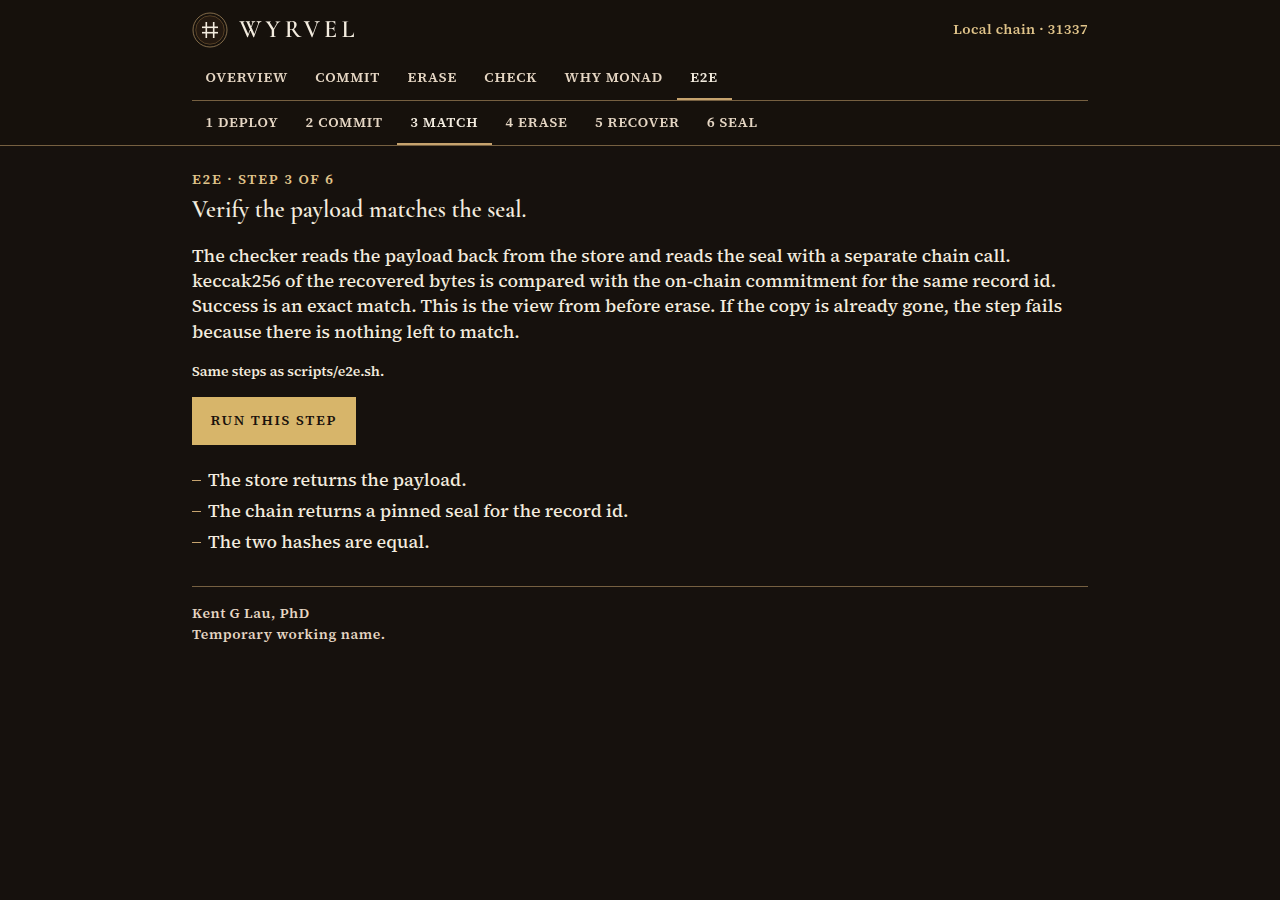 WYRVEL
Local chain · 31337
OVERVIEW COMMIT ERASE CHECK WHY MONAD E2E
1 DEPLOY 2 COMMIT 3 MATCH 4 ERASE 5 RECOVER 6 SEAL
E2E · STEP 3 OF 6
Verify the payload matches the seal.
The checker reads the payload back from the store and reads the seal with a separate chain call.
keccak256 of the recovered bytes is compared with the on-chain commitment for the same record id.
Success is an exact match. This is the view from before erase. If the copy is already gone, the step fails
because there is nothing left to match.
Same steps as scripts/e2e.sh.
RUN THIS STEP
– The store returns the payload.
– The chain returns a pinned seal for the record id.
– The two hashes are equal.
Kent G Lau, PhD
Temporary working name.